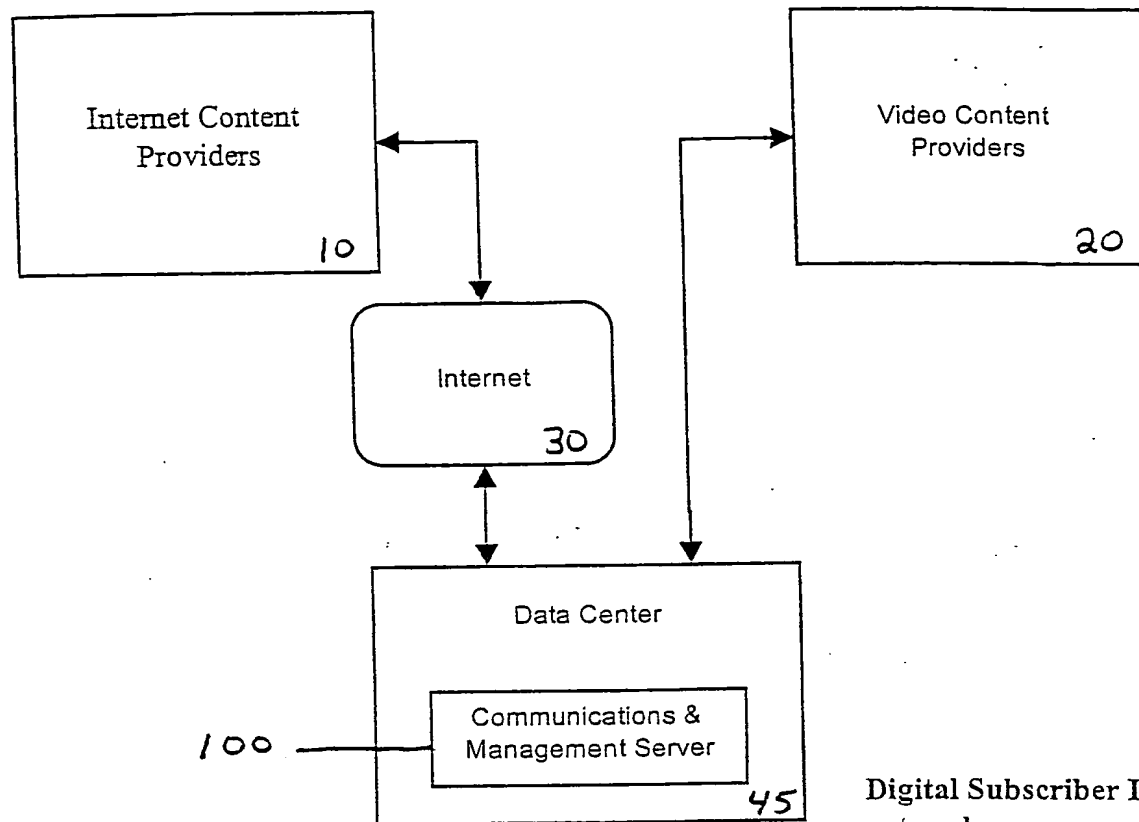 Internet Content
Providers
10
Video Content
Providers
20
Internet
30
Data Center
Communications &
Management Server
100
45
Digital Subscriber